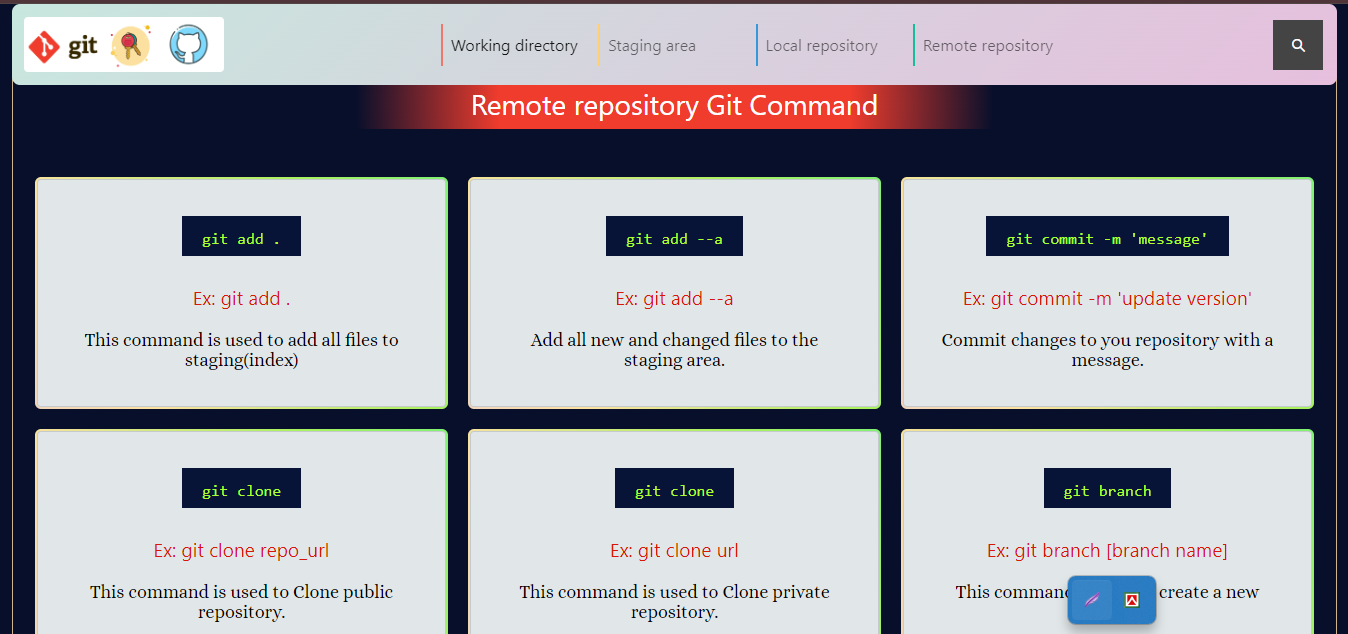 git
Working directory
Staging area
Local repository
Remote repository
Remote repository Git Command
git add .
Ex: git add .
This command is used to add all files to
staging(index)
git add --a
Ex: git add --a
Add all new and changed files to the
staging area.
git commit -m 'message'
Ex: git commit -m 'update version'
Commit changes to you repository with a
message.
git clone
Ex: git clone repo_url
This command is used to Clone public
repository.
git clone
Ex: git clone url
This command is used to Clone private
repository.
git branch
Ex: git branch [branch name]
This command create a new